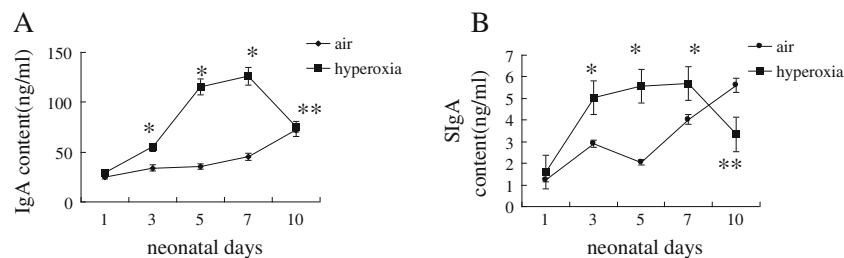 A
air
hyperoxia
IgA content(ng/ml)
150
100
50
0
*
*
*
**
1 3 5 7 10
neonatal days
B
air
hyperoxia
SIgA
content(ng/ml)
7
6
5
4
3
2
1
0
*
*
*
**
1 3 5 7 10
neonatal days